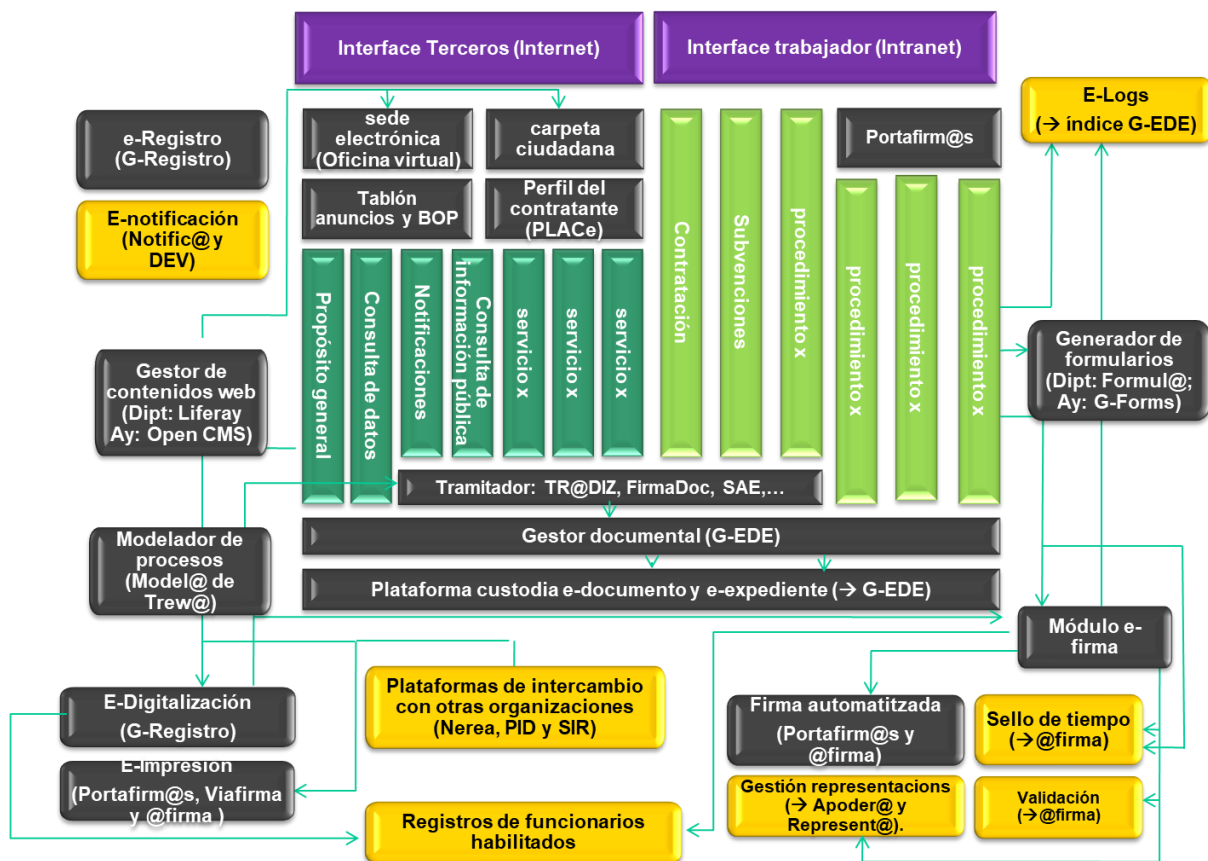 Interface Terceros (Internet)
Interface trabajador (Intranet)
e-Registro
(G-Registro)
E-notificación
(Notific@ y
DEV)
sede
electrónica
(Oficina virtual)
carpeta
ciudadana
Tablón
anuncios y BOP
Perfil del
contratante
(PLACe)
Portafirm@s
E-Logs
(→ índice G-EDE)
Propósito general
Consulta de datos
Notificaciones
Consulta de
información pública
servicio x
servicio x
servicio x
Contratación
Subvenciones
procedimiento x
procedimiento x
procedimiento x
procedimiento x
Gestor de
contenidos web
(Dipt: Liferay
Ay: Open CMS)
Generador de
formularios
(Dipt: Formul@;
Ay: G-Forms)
Tramitador: TR@DIZ, FirmaDoc, SAE,…
Gestor documental (G-EDE)
Plataforma custodia e-documento y e-expediente (→ G-EDE)
Modelador de
procesos
(Model@ de
Trew@)
Módulo e-
firma
E-Digitalización
(G-Registro)
E-Impresión
(Portafirm@s, Viafirma
y @firma )
Plataformas de intercambio
con otras organizaciones
(Nerea, PID y SIR)
Registros de funcionarios
habilitados
Firma automatitzada
(Portafirm@s y
@firma)
Sello de tiempo
(→@firma)
Gestión representacions
(→ Apoder@ y
Represent@).
Validación
(→@firma)